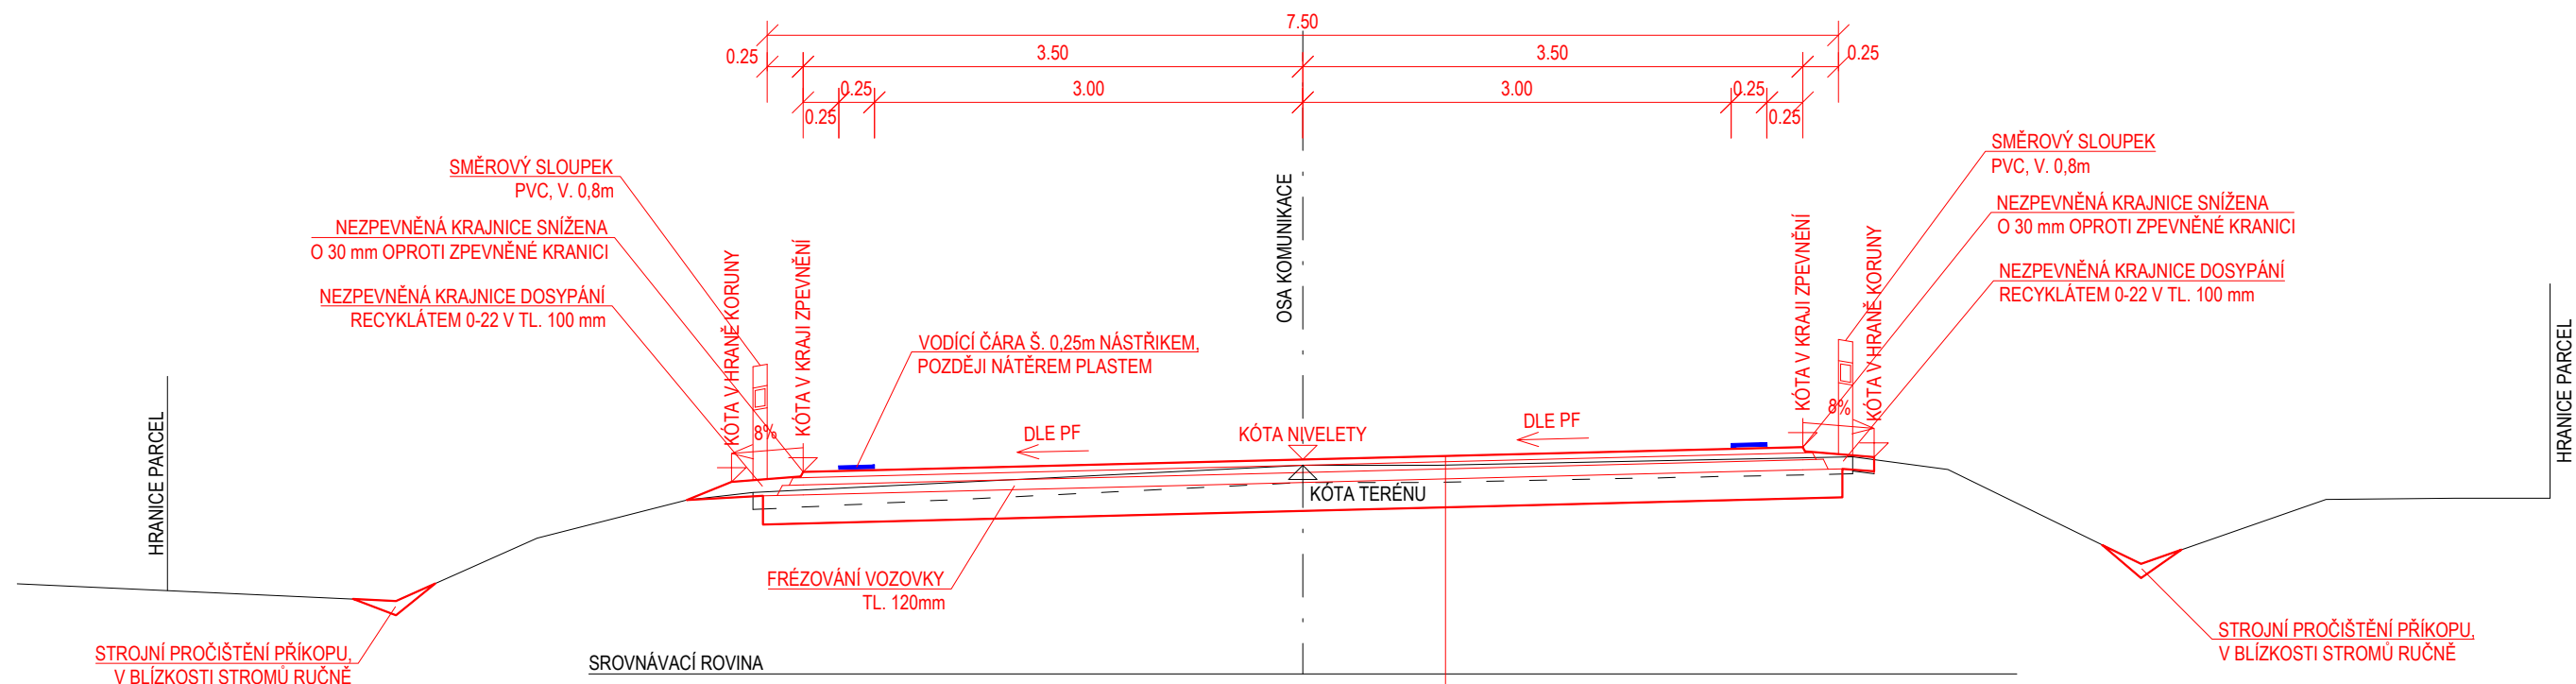 7.50
0.25
3.50
3.50
0.25
0.25
3.00
3.00
0.25
0.25
0.25
SMĚROVÝ SLOUPEK
PVC, V. 0,8m
NEZPEVNĚNÁ KRAJNICE SNÍŽENA
O 30 mm OPROTI ZPEVNĚNÉ KRANICI
NEZPEVNĚNÁ KRAJNICE DOSYPÁNÍ
RECYKLÁTEM 0-22 V TL. 100 mm
KÓTA V HRANĚ KORUNY
KÓTA V KRAJI ZPEVNĚNÍ
8%
VODÍCÍ ČÁRA Š. 0,25m NÁSTŘIKEM,
POZDĚJI NÁTĚREM PLASTEM
OSA KOMUNIKACE
SMĚROVÝ SLOUPEK
PVC, V. 0,8m
NEZPEVNĚNÁ KRAJNICE SNÍŽENA
O 30 mm OPROTI ZPEVNĚNÉ KRANICI
NEZPEVNĚNÁ KRAJNICE DOSYPÁNÍ
RECYKLÁTEM 0-22 V TL. 100 mm
KÓTA V KRAJI ZPEVNĚNÍ
KÓTA V HRANĚ KORUNY
8%
HRANICE PARCEL
HRANICE PARCEL
DLE PF
KÓTA NIVELETY
DLE PF
KÓTA TERÉNU
FRÉZOVÁNÍ VOZOVKY
TL. 120mm
STROJNÍ PROČIŠTĚNÍ PŘÍKOPU,
V BLÍZKOSTI STROMŮ RUČNĚ
SROVNÁVACÍ ROVINA
STROJNÍ PROČIŠTĚNÍ PŘÍKOPU,
V BLÍZKOSTI STROMŮ RUČNĚ